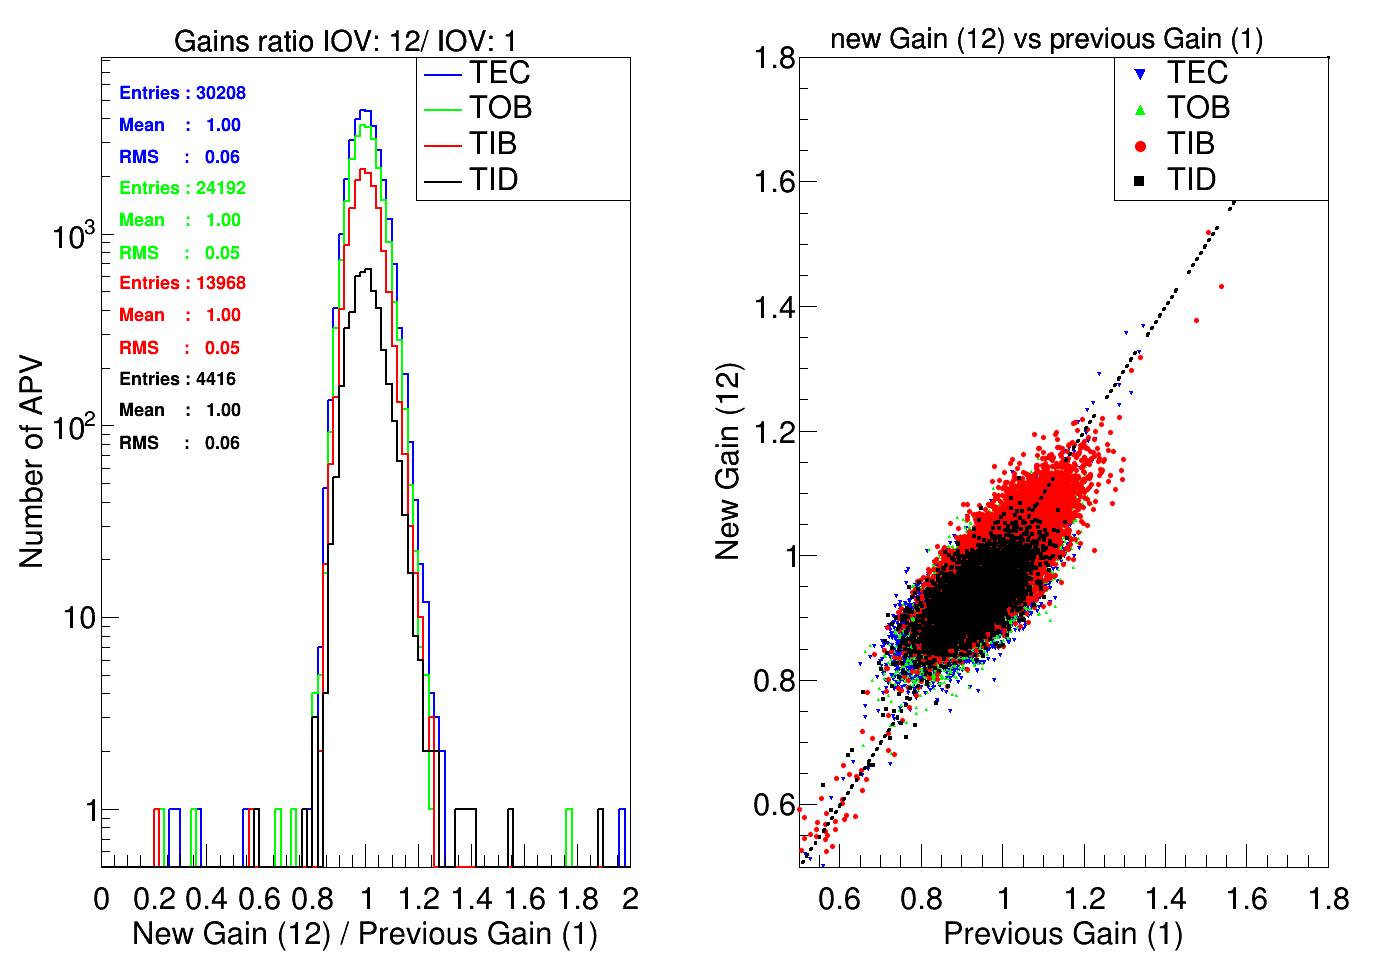 Gains ratio IOV: 12/ IOV: 1
TEC
TOB
TIB
TID
Entries : 30208
Mean : 1.00
RMS : 0.06
Entries : 24192
Mean : 1.00
RMS : 0.05
Entries : 13968
Mean : 1.00
RMS : 0.05
Entries : 4416
Mean : 1.00
RMS : 0.06
Number of APV
10³
10²
10
1
0 0.2 0.4 0.6 0.8 1 1.2 1.4 1.6 1.8 2
New Gain (12) / Previous Gain (1)
new Gain (12) vs previous Gain (1)
TEC
TOB
TIB
TID
New Gain (12)
1.8
1.6
1.4
1.2
1
0.8
0.6
0.6 0.8 1 1.2 1.4 1.6 1.8
Previous Gain (1)